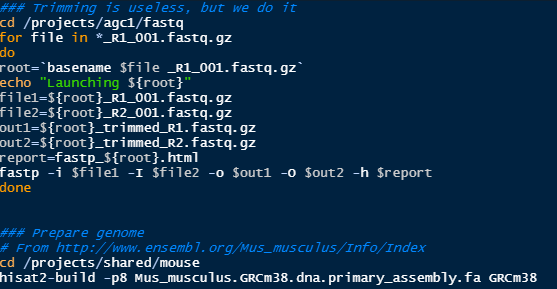 ### Trimming is useless, but we do it
cd /projects/agc1/fastq
for file in *_R1_001.fastq.gz
do
root=`basename $file _R1_001.fastq.gz`
echo "Launching ${root}"
file1=${root}_R1_001.fastq.gz
file2=${root}_R2_001.fastq.gz
out1=${root}_trimmed_R1.fastq.gz
out2=${root}_trimmed_R2.fastq.gz
report=fastp_${root}.html
fastp -i $file1 -I $file2 -o $out1 -O $out2 -h $report
done
### Prepare genome
# From http://www.ensembl.org/Mus_musculus/Info/Index
cd /projects/shared/mouse
hisat2-build -p8 Mus_musculus.GRCm38.dna.primary_assembly.fa GRCm38